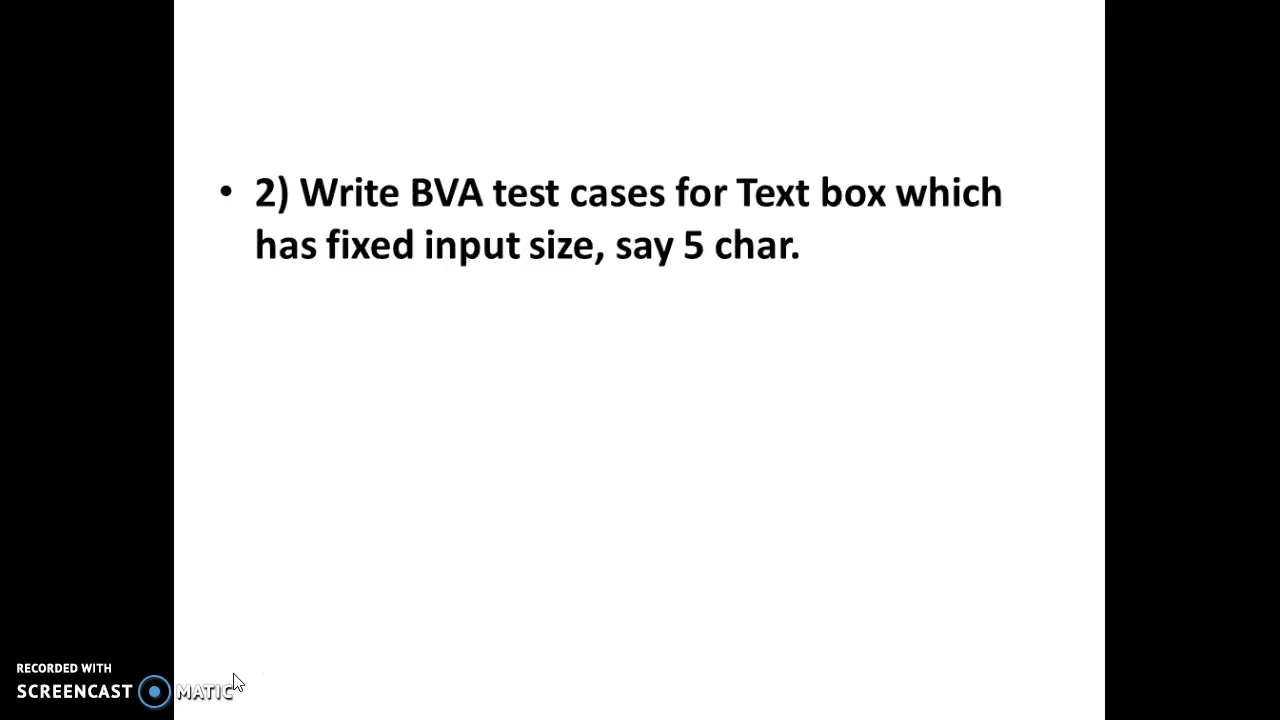 • 2) Write BVA test cases for Text box which
has fixed input size, say 5 char.
RECORDED WITH
SCREENCAST MATIC